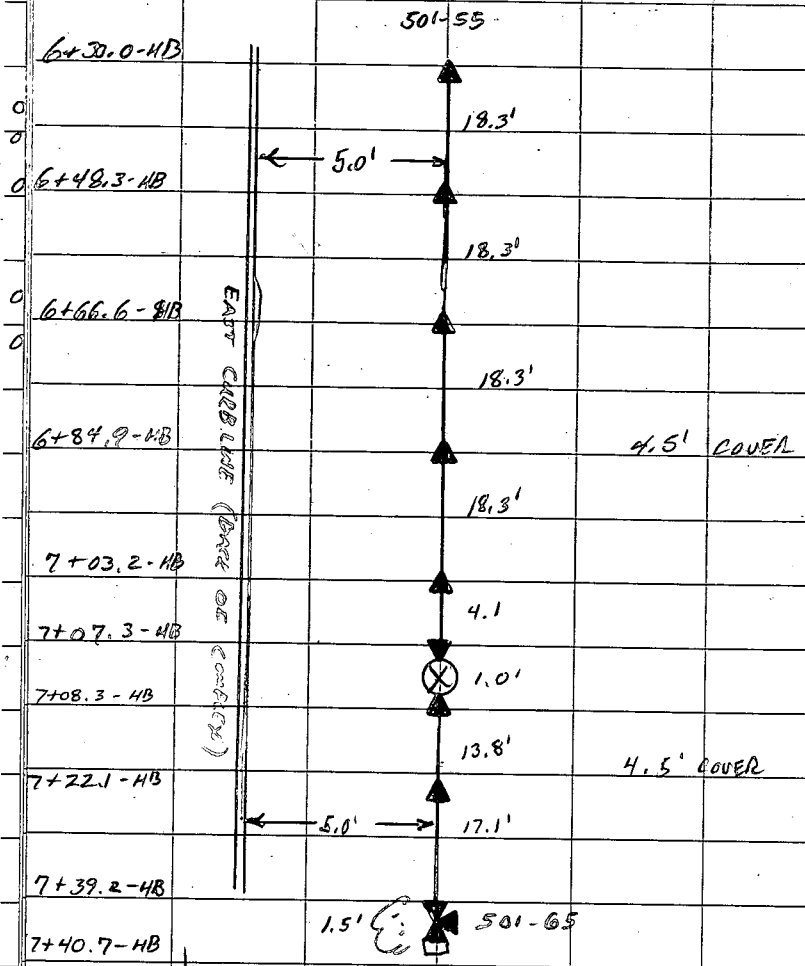 501-55
6+30.0-HB
18.3'
5.0'
6+48.3-HB
18.3'
6+66.6-HB
18.3'
EAST CURB LINE (BACK OF
6+84.9-HB
4.5' COVER
18.3'
7+03.2-HB
4.1
7+07.3-HB
1.0'
7+08.3-HB
13.8'
4.5' COVER
7+22.1-HB
5.0'
17.1'
7+39.2-HB
1.5'
501-65
7+40.7-HB